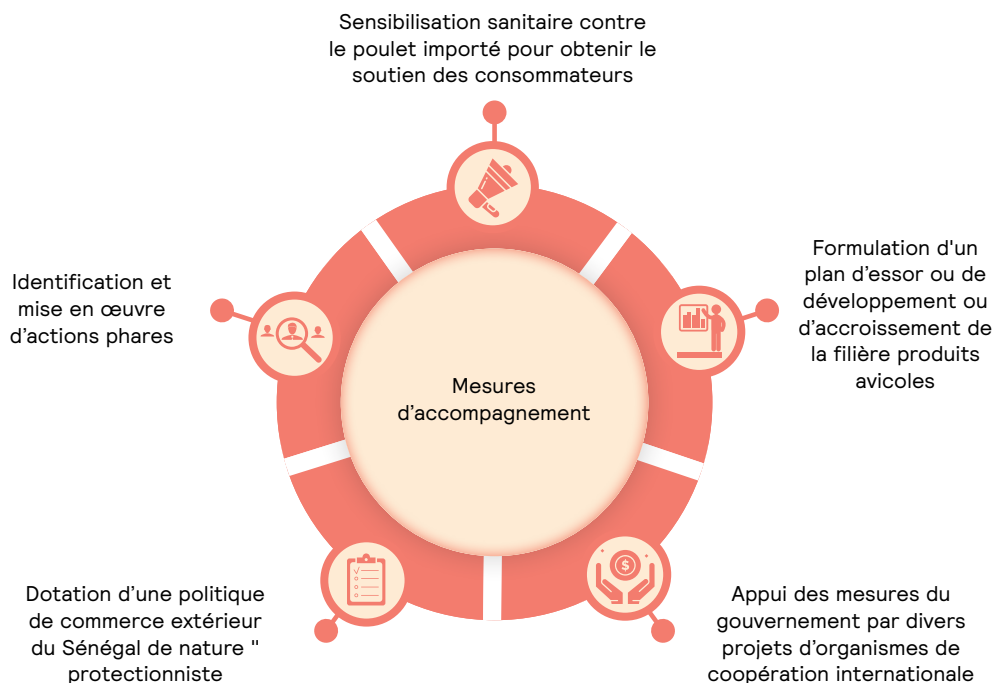 Sensibilisation sanitaire contre
le poulet importé pour obtenir le
soutien des consommateurs
Identification et
mise en œuvre
d’actions phares
Formulation d'un
plan d’essor ou de
développement ou
d’accroissement de
la filière produits
avicoles
Mesures
d’accompagnement
Dotation d’une politique
de commerce extérieur
du Sénégal de nature "
protectionniste
Appui des mesures du
gouvernement par divers
projets d’organismes de
coopération internationale
$